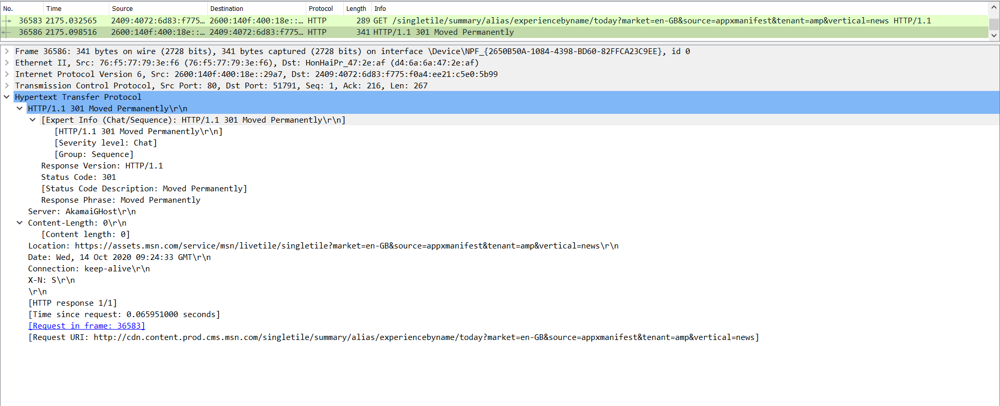 No. Time Source Destination Protocol Length Info
36583 2175.032565 2409:4072:6d83:f775… 2600:140f:400:18e::… HTTP 289 GET /singletile/summary/alias/experiencebyname/today?market=en-GB&source=appxmanifest&tenant=amp&vertical=news HTTP/1.1
36586 2175.098516 2600:140f:400:18e::… 2409:4072:6d83:f775… HTTP 341 HTTP/1.1 301 Moved Permanently
Frame 36586: 341 bytes on wire (2728 bits), 341 bytes captured (2728 bits) on interface \Device\NPF_{2650B50A-1084-4398-BD60-82FFCA23C9EE}, id 0
Ethernet II, Src: 76:f5:77:79:3e:f6 (76:f5:77:79:3e:f6), Dst: HonHaiPr_47:2e:af (d4:6a:6a:47:2e:af)
Internet Protocol Version 6, Src: 2600:140f:400:18e::29a7, Dst: 2409:4072:6d83:f775:f0a4:ee21:c5e0:5b99
Transmission Control Protocol, Src Port: 80, Dst Port: 51791, Seq: 1, Ack: 216, Len: 267
Hypertext Transfer Protocol
HTTP/1.1 301 Moved Permanently\r\n
[Expert Info (Chat/Sequence): HTTP/1.1 301 Moved Permanently\r\n]
[HTTP/1.1 301 Moved Permanently\r\n]
[Severity level: Chat]
[Group: Sequence]
Response Version: HTTP/1.1
Status Code: 301
[Status Code Description: Moved Permanently]
Response Phrase: Moved Permanently
Server: AkamaiGHost\r\n
Content-Length: 0\r\n
[Content length: 0]
Location: https://assets.msn.com/service/msn/livetile/singletile?market=en-GB&source=appxmanifest&tenant=amp&vertical=news\r\n
Date: Wed, 14 Oct 2020 09:24:33 GMT\r\n
Connection: keep-alive\r\n
X-N: S\r\n
\r\n
[HTTP response 1/1]
[Time since request: 0.065951000 seconds]
[Request in frame: 36583]
[Request URI: http://cdn.content.prod.cms.msn.com/singletile/summary/alias/experiencebyname/today?market=en-GB&source=appxmanifest&tenant=amp&vertical=news]